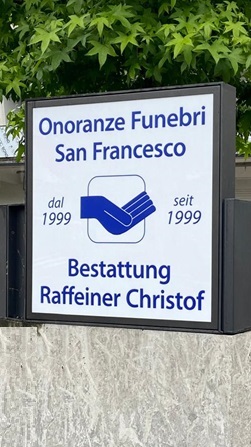 Onoranze Funebri
San Francesco
dal
1999
seit
1999
Bestattung
Raffeiner Christof